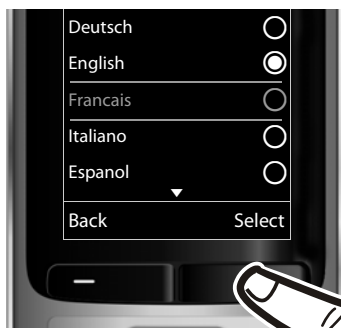 Deutsch
English
Francais
Italiano
Espanol
Back Select